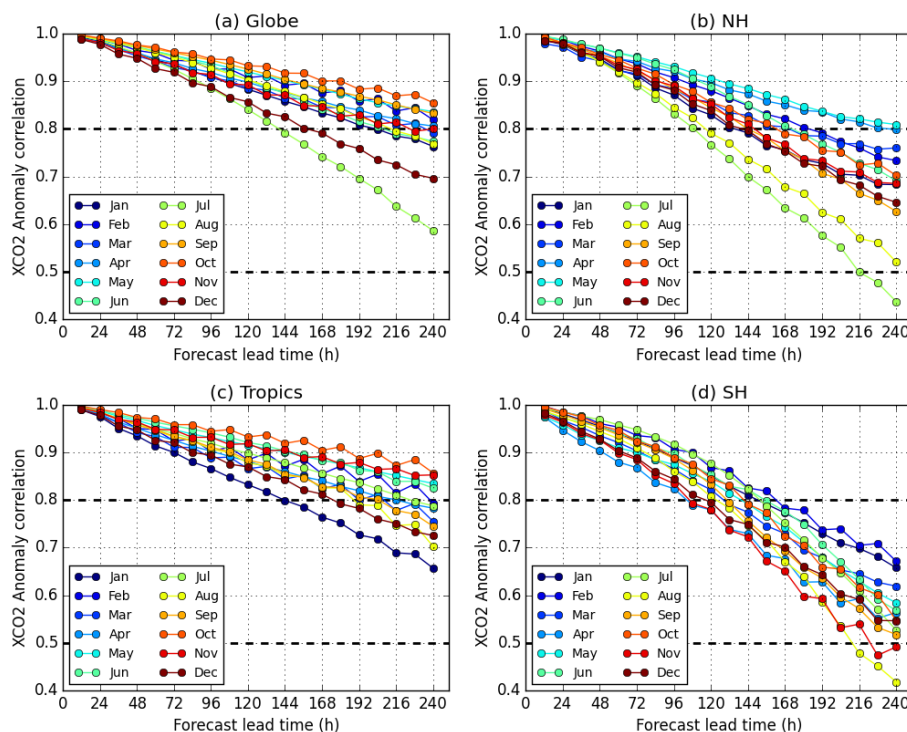 (a) Globe
XCO2 Anomaly correlation
1.0
0.9
0.8
0.7
0.6
0.5
0.4
Jan Jul
Feb Aug
Mar Sep
Apr Oct
May Nov
Jun Dec
0 24 48 72 96 120 144 168 192 216 240
Forecast lead time (h)
(b) NH
XCO2 Anomaly correlation
1.0
0.9
0.8
0.7
0.6
0.5
0.4
Jan Jul
Feb Aug
Mar Sep
Apr Oct
May Nov
Jun Dec
0 24 48 72 96 120 144 168 192 216 240
Forecast lead time (h)
(c) Tropics
XCO2 Anomaly correlation
1.0
0.9
0.8
0.7
0.6
0.5
0.4
Jan Jul
Feb Aug
Mar Sep
Apr Oct
May Nov
Jun Dec
0 24 48 72 96 120 144 168 192 216 240
Forecast lead time (h)
(d) SH
XCO2 Anomaly correlation
1.0
0.9
0.8
0.7
0.6
0.5
0.4
Jan Jul
Feb Aug
Mar Sep
Apr Oct
May Nov
Jun Dec
0 24 48 72 96 120 144 168 192 216 240
Forecast lead time (h)